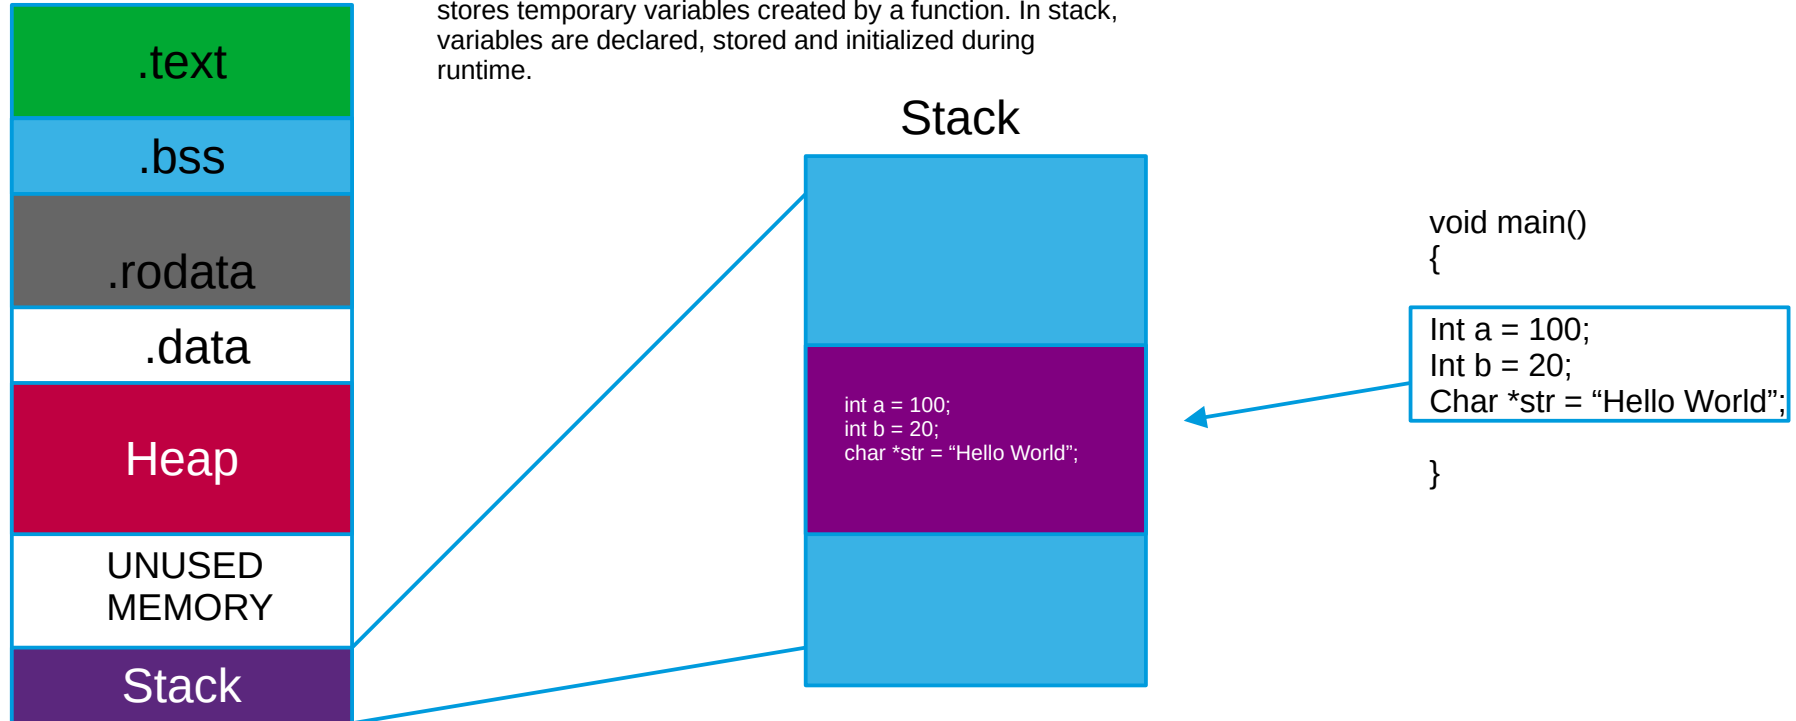 stores temporary variables created by a function. In stack,
variables are declared, stored and initialized during
runtime.
.text
.bss
.rodata
.data
Heap
UNUSED
MEMORY
Stack
Stack
int a = 100;
int b = 20;
char *str = “Hello World”;
void main()
{
Int a = 100;
Int b = 20;
Char *str = “Hello World”;
}